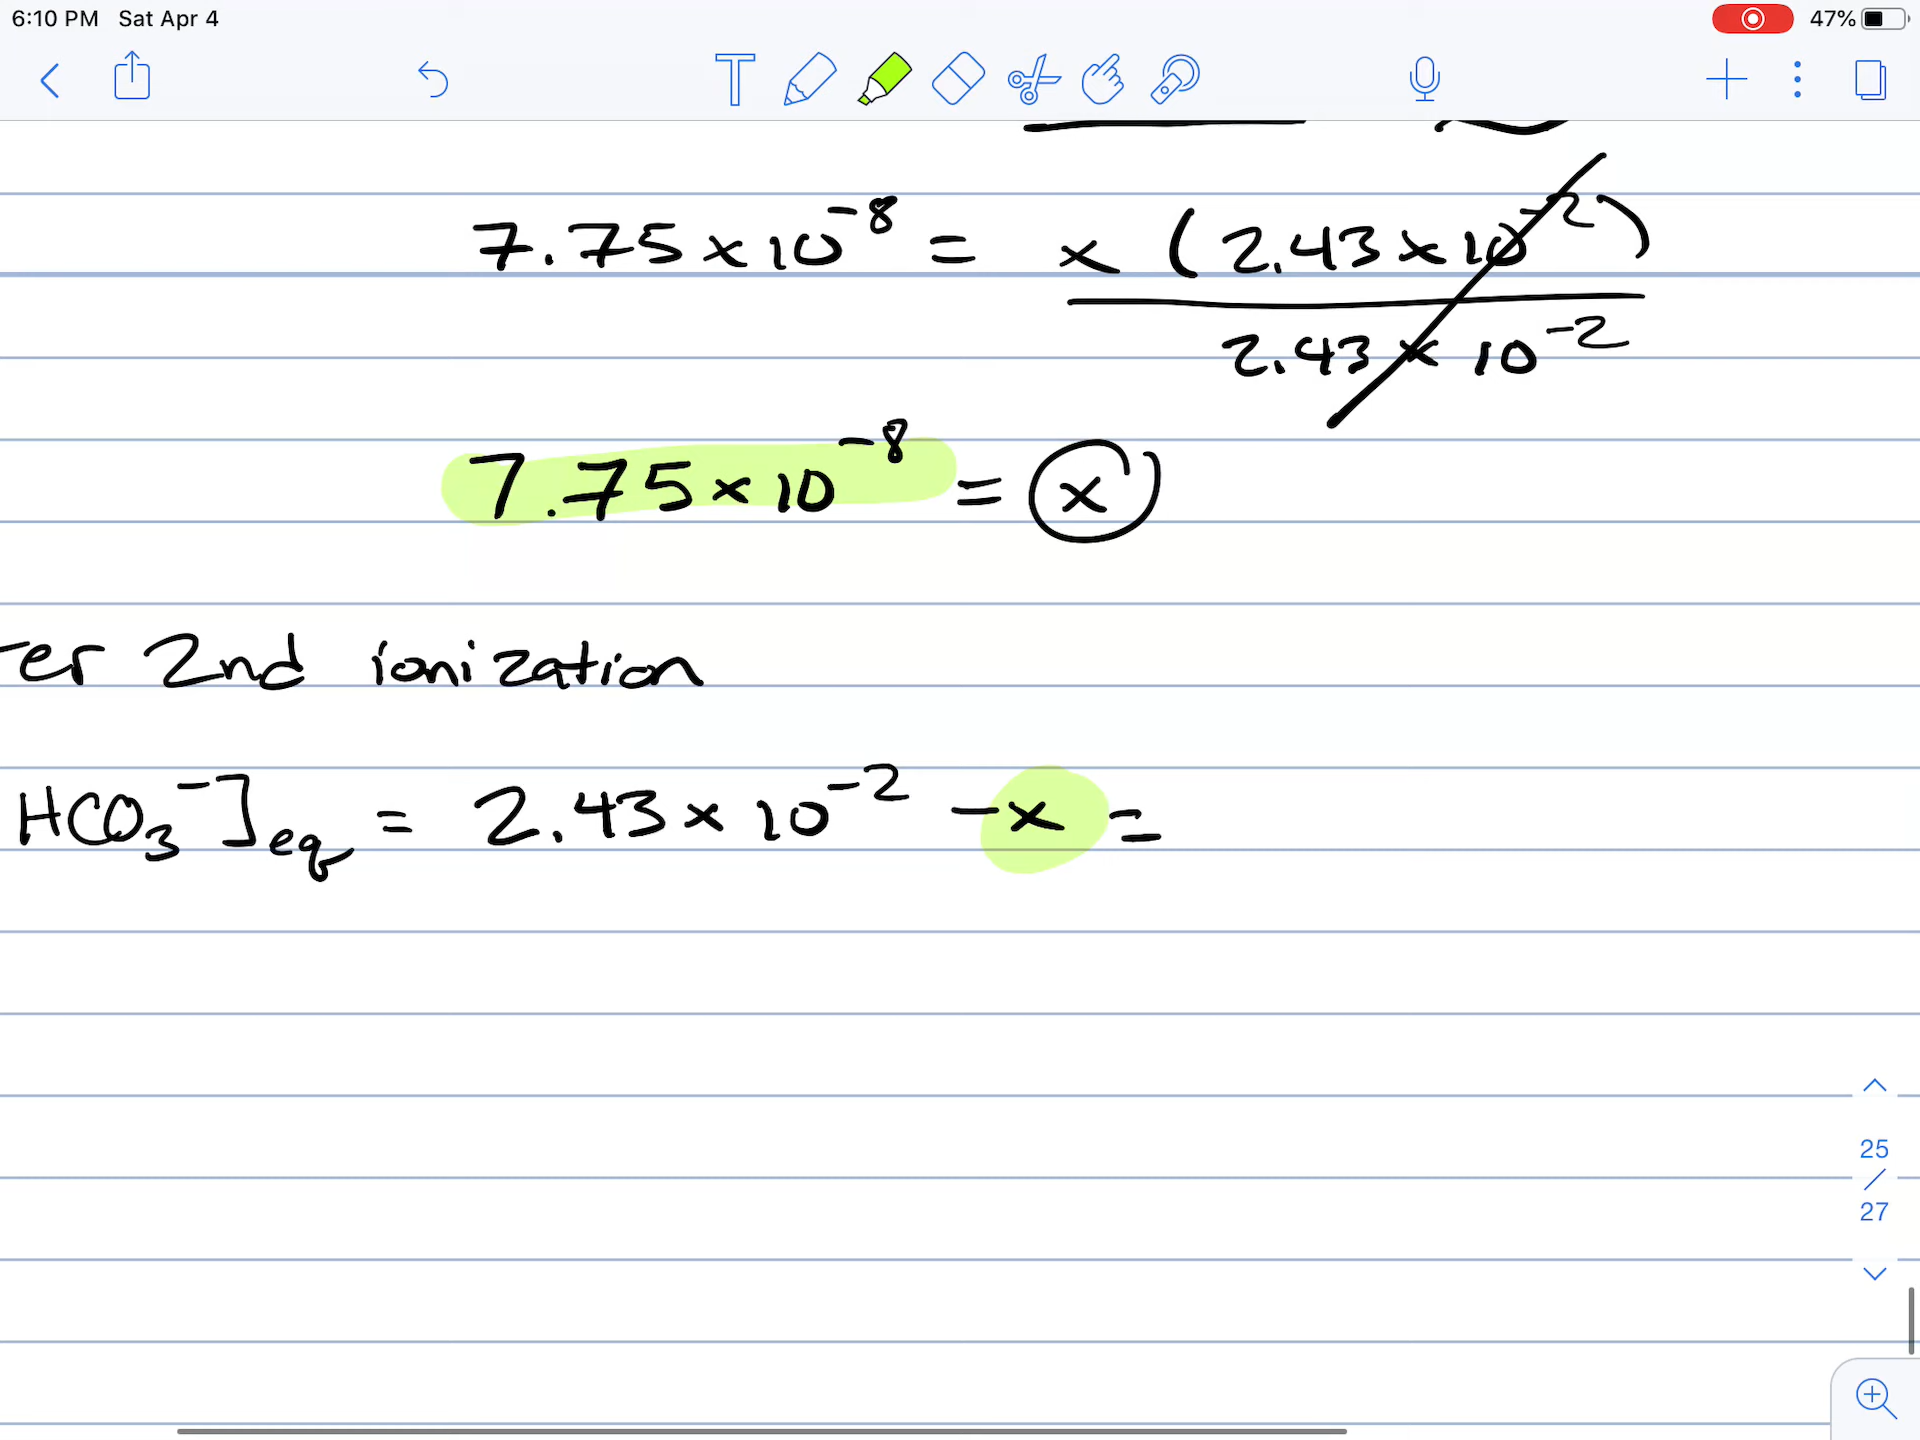 6:10 PM Sat Apr 4 47%
7.75 x 10⁻⁸ = x (2.43 x 10⁻²)
2.43 x 10⁻²
7.75 x 10⁻⁸ = x
er 2nd ionization
HCO₃⁻]eq = 2.43 x 10⁻² - x =
25
/
27